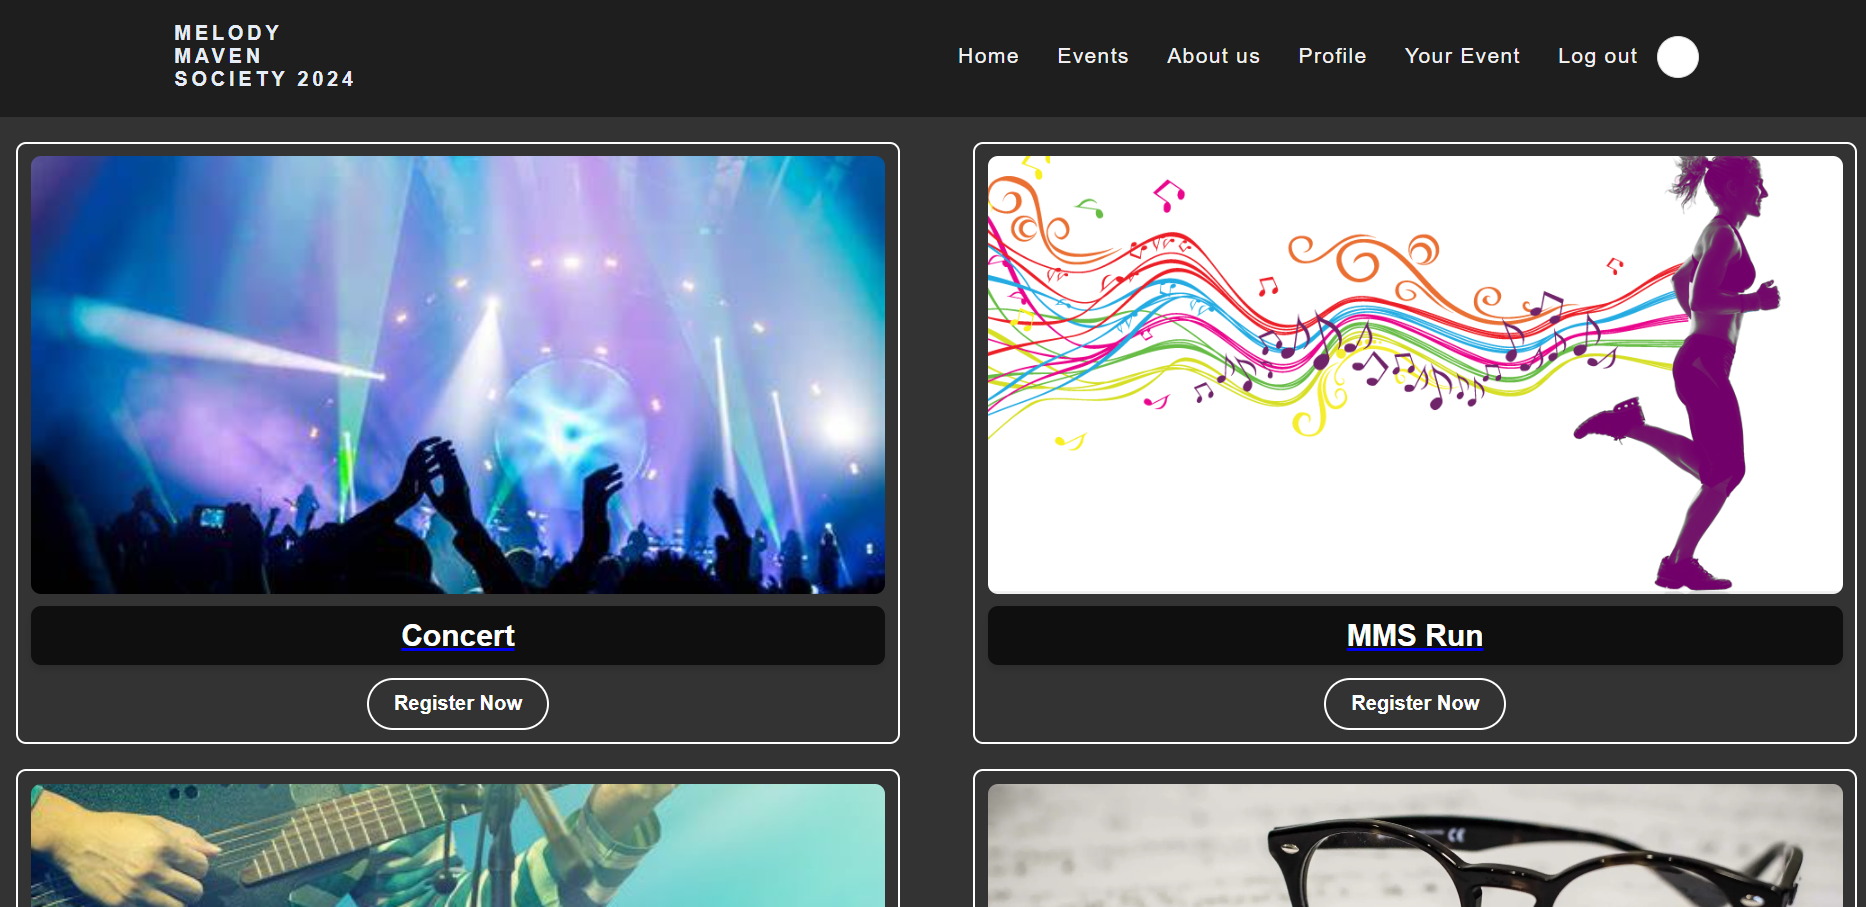 MELODY
MAVEN
SOCIETY 2024
Home Events About us Profile Your Event Log out
Concert
MMS Run
Register Now
Register Now
CE